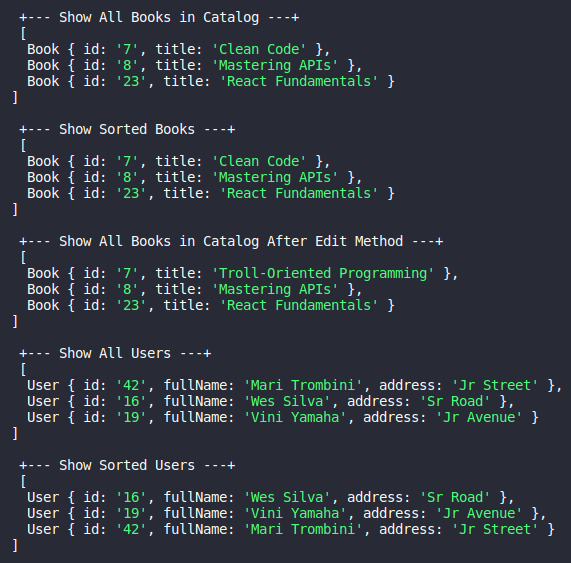 +--- Show All Books in Catalog ---+
[
  Book { id: '7', title: 'Clean Code' },
  Book { id: '8', title: 'Mastering APIs' },
  Book { id: '23', title: 'React Fundamentals' }
]

+--- Show Sorted Books ---+
[
  Book { id: '7', title: 'Clean Code' },
  Book { id: '8', title: 'Mastering APIs' },
  Book { id: '23', title: 'React Fundamentals' }
]

+--- Show All Books in Catalog After Edit Method ---+
[
  Book { id: '7', title: 'Troll-Oriented Programming' },
  Book { id: '8', title: 'Mastering APIs' },
  Book { id: '23', title: 'React Fundamentals' }
]

+--- Show All Users ---+
[
  User { id: '42', fullName: 'Mari Trombini', address: 'Jr Street' },
  User { id: '16', fullName: 'Wes Silva', address: 'Sr Road' },
  User { id: '19', fullName: 'Vini Yamaha', address: 'Jr Avenue' }
]

+--- Show Sorted Users ---+
[
  User { id: '16', fullName: 'Wes Silva', address: 'Sr Road' },
  User { id: '19', fullName: 'Vini Yamaha', address: 'Jr Avenue' },
  User { id: '42', fullName: 'Mari Trombini', address: 'Jr Street' }
]